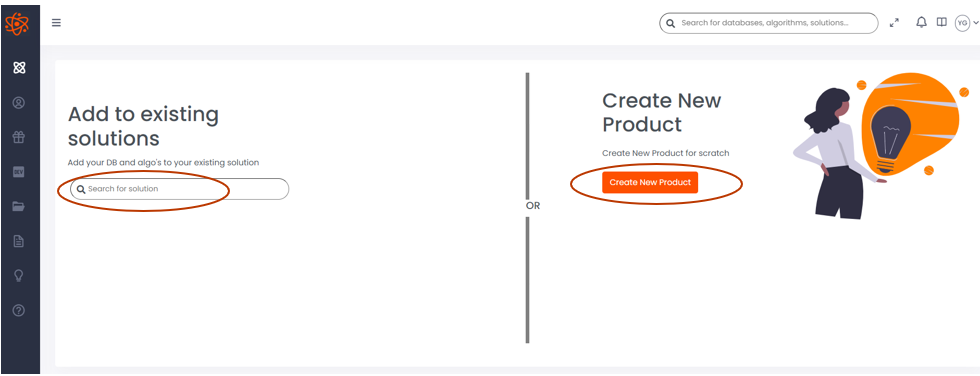 Search for databases, algorithms, solutions...
YG
DEV
Add to existing
solutions
Add your DB and algo's to your existing solution
Search for solution
OR
Create New
Product
Create New Product for scratch
Create New Product